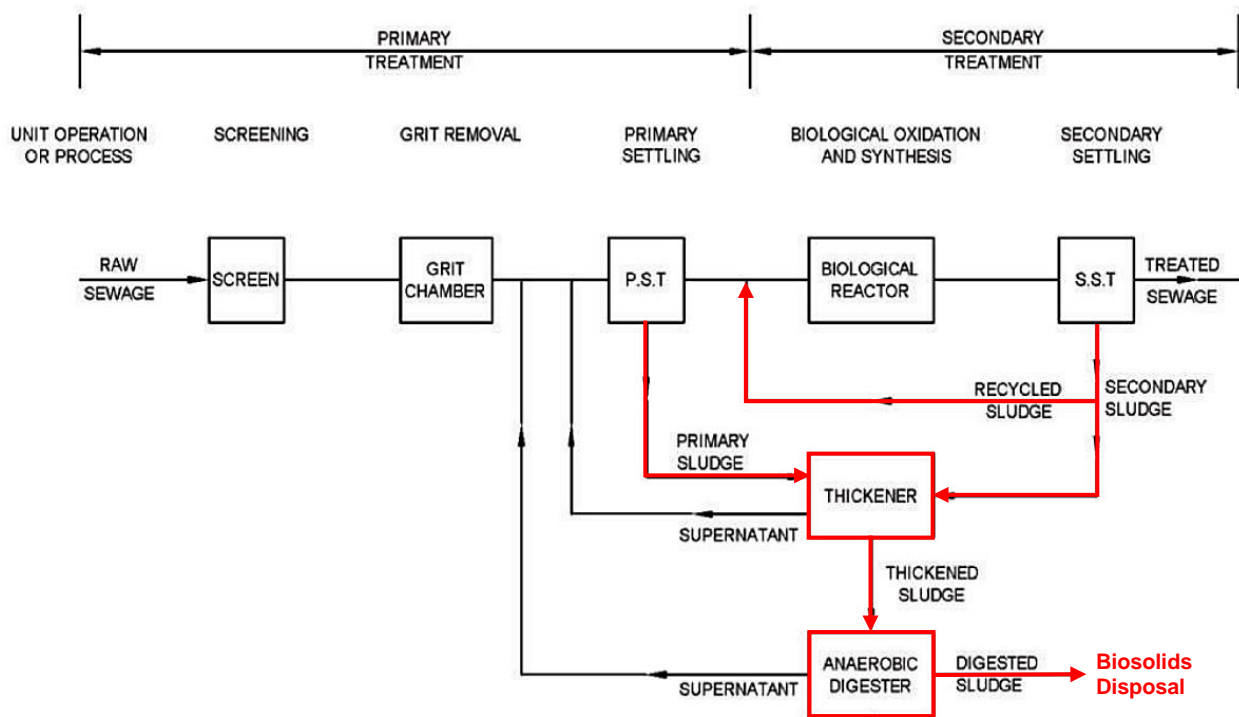 PRIMARY
TREATMENT
SECONDARY
TREATMENT
UNIT OPERATION
OR PROCESS
SCREENING
GRIT REMOVAL
PRIMARY
SETTLING
BIOLOGICAL OXIDATION
AND SYNTHESIS
SECONDARY
SETTLING
RAW
SEWAGE
SCREEN
GRIT
CHAMBER
P.S.T
BIOLOGICAL
REACTOR
S.S.T
TREATED
SEWAGE
RECYCLED
SLUDGE
SECONDARY
SLUDGE
PRIMARY
SLUDGE
THICKENER
SUPERNATANT
THICKENED
SLUDGE
ANAEROBIC
DIGESTER
SUPERNATANT
DIGESTED
SLUDGE
Biosolids
Disposal